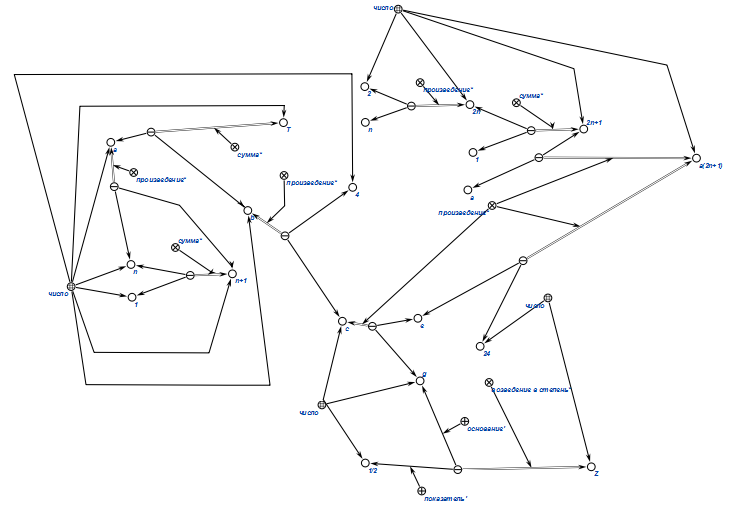 число
2
произведение*
2n
сумма*
2n+1
n
T
сумма*
a
1
a(2n+1)
произведение*
произведение*
4
a
b
произведение*
сумма*
n
n+1
число
1
число
c
e
24
число
g
возведение в степень*
основание'
1/2
Z
показатель'